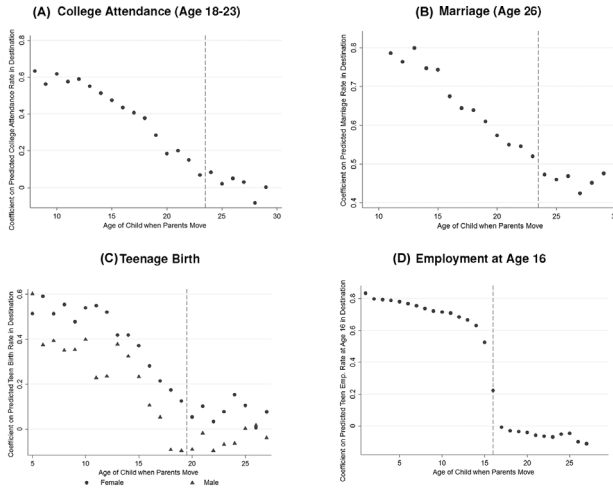 (A) College Attendance (Age 18-23)
Coefficient on Predicted College Attendance Rate in Destination
0.8
0.6
0.4
0.2
0
10
15
20
25
30
Age of Child when Parents Move
(B) Marriage (Age 26)
Coefficient on Predicted Marriage Rate in Destination
0.8
0.7
0.6
0.5
0.4
10
15
20
25
30
Age of Child when Parents Move
(C) Teenage Birth
Coefficient on Predicted Teen Birth Rate in Destination
0.6
0.4
0.2
0
5
10
15
20
25
Age of Child when Parents Move
Female
Male
(D) Employment at Age 16
Coefficient on Predicted Teen Emp. Rate at Age 16 in Destination
0.8
0.6
0.4
0.2
-0.0
5
10
15
20
25
30
Age of Child when Parents Move